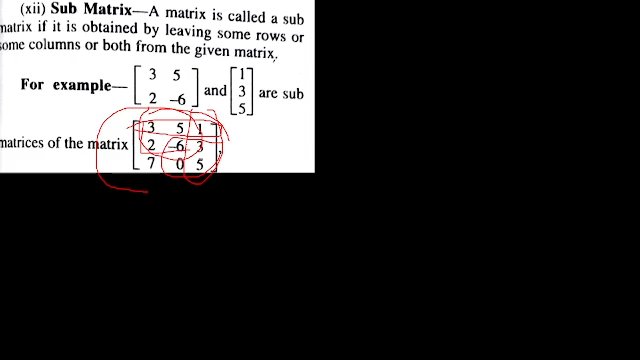 (xii) Sub Matrix—A matrix is called a sub
matrix if it is obtained by leaving some rows or
some columns or both from the given matrix.
For example— [ 3 5 2 –6 ] and [ 1 3 5 ] are sub
matrices of the matrix [ 3 5 1 2 –6 3 7 0 5 ],